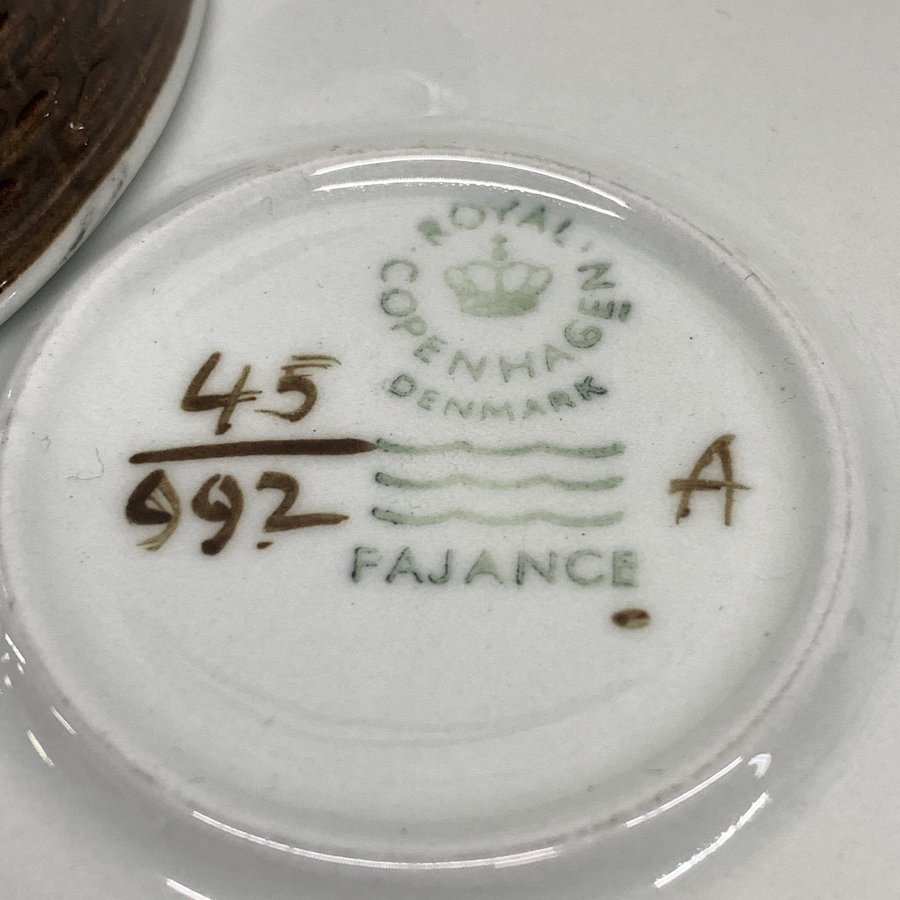 ROYAL COPENHAGEN
DENMARK
45
992
A
FAJANCE